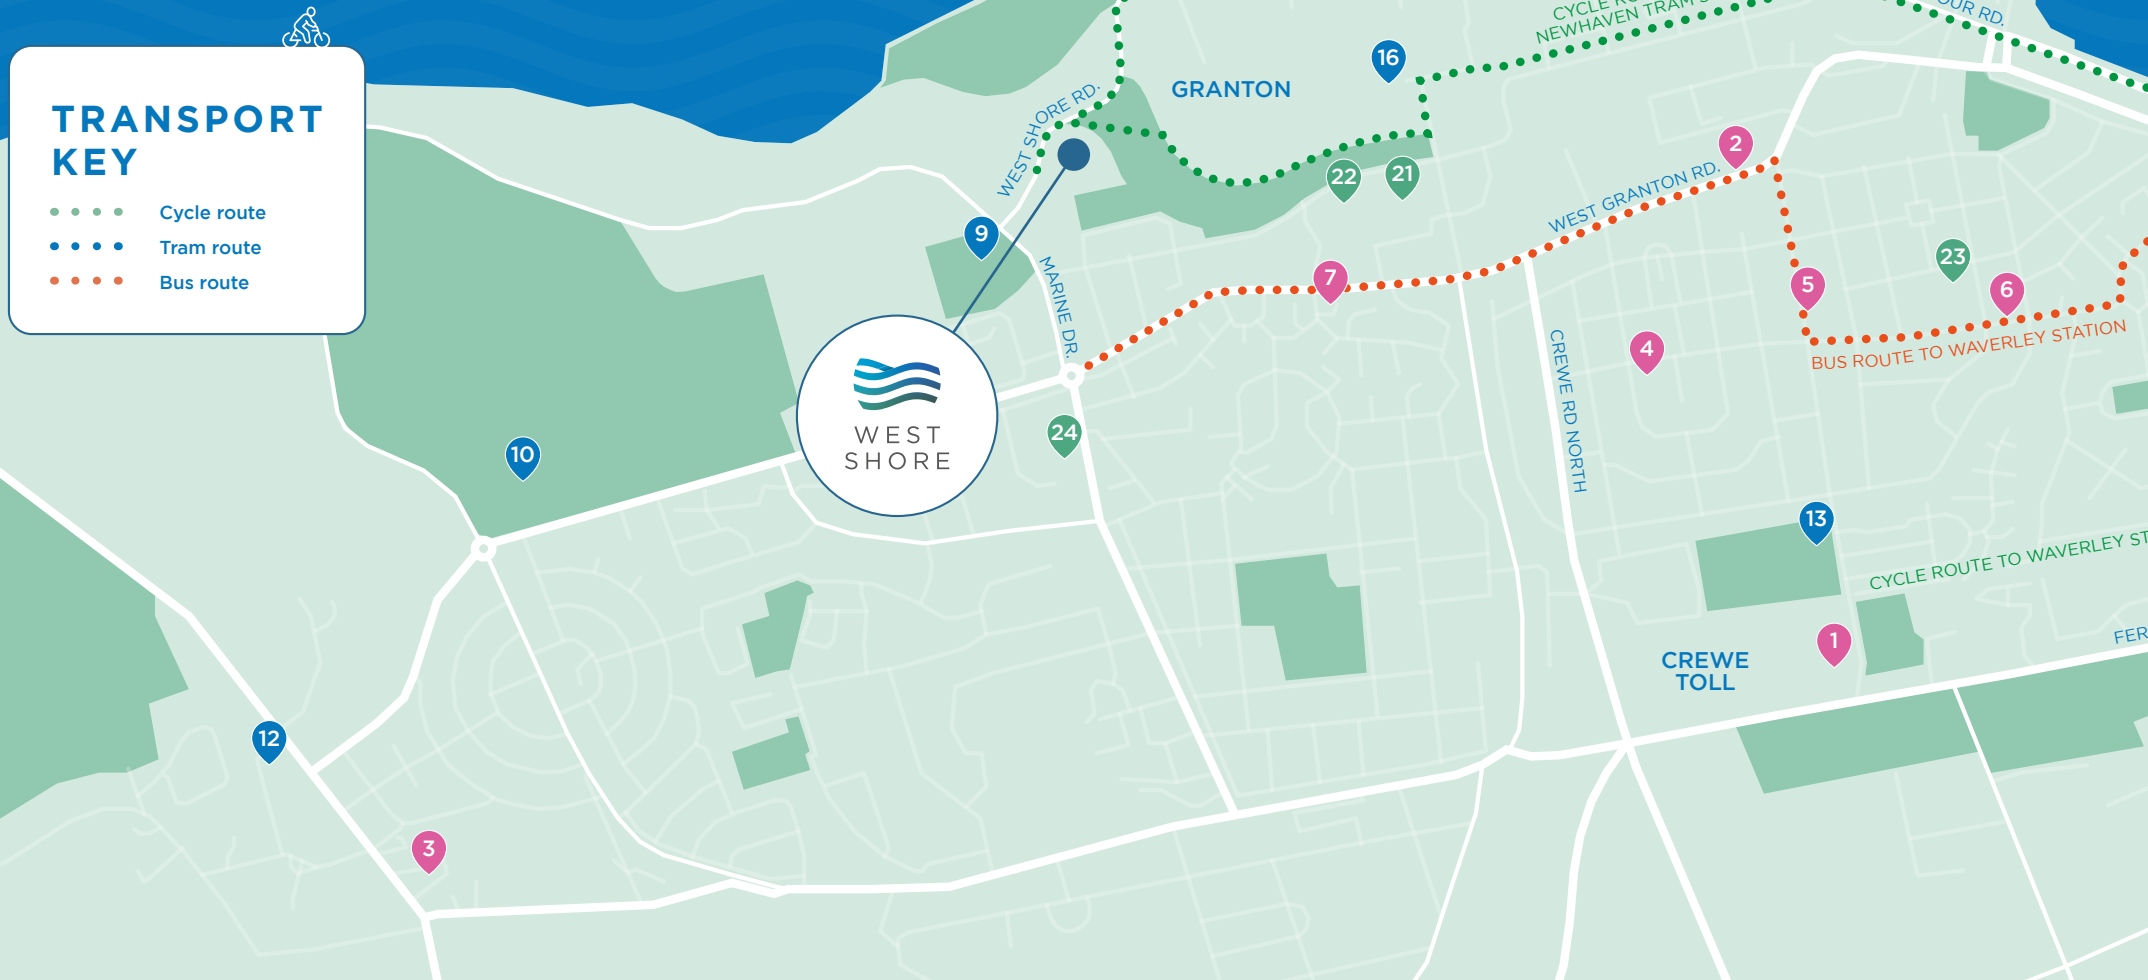 TRANSPORT
KEY
Cycle route
Tram route
Bus route
CYCLE
NEWHAVEN TRAM
RD.
GRANTON
16
WEST SHORE RD.
2
WEST GRANTON RD.
22
21
9
MARINE DR.
7
23
5
6
4
BUS ROUTE TO WAVERLEY STATION
CREWE RD NORTH
WEST
SHORE
24
10
13
CYCLE ROUTE TO WAVERLEY
1
CREWE
TOLL
12
3